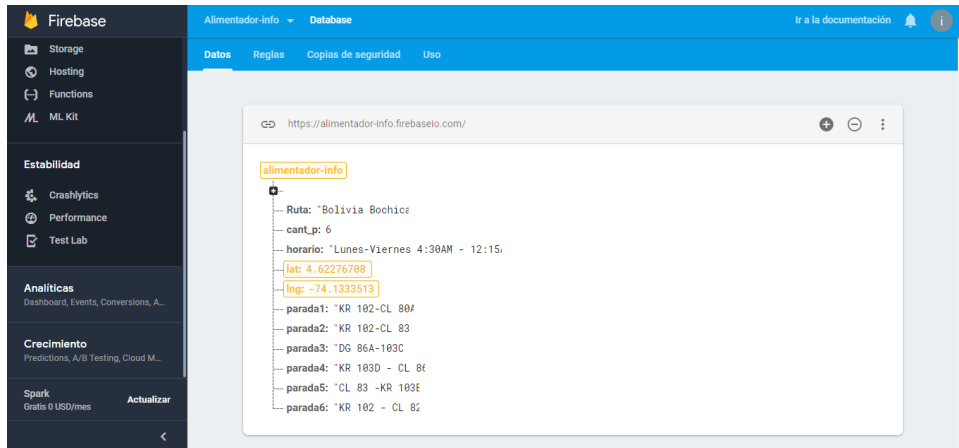 Firebase
Alimentador-info Database Ir a la documentación i
Storage
Hosting
Functions
ML Kit
Datos Reglas Copias de seguridad Uso
https://alimentador-info.firebaseio.com/
Estabilidad
Crashlytics
Performance
Test Lab
Analíticas
Dashboard, Events, Conversions, A...
Crecimiento
Predictions, A/B Testing, Cloud M...
Spark
Gratis 0 USD/mes
Actualizar
alimentador-info
Ruta: "Bolivia Bochica
cant_p: 6
horario: "Lunes-Viernes 4:30AM - 12:15
lat: 4.62276708
lng: -74.1333513
parada1: "KR 102-CL 80
parada2: "KR 102-CL 83
parada3: "DG 86A-103C
parada4: "KR 103D - CL 86
parada5: "CL 83 -KR 103E
parada6: "KR 102 - CL 82